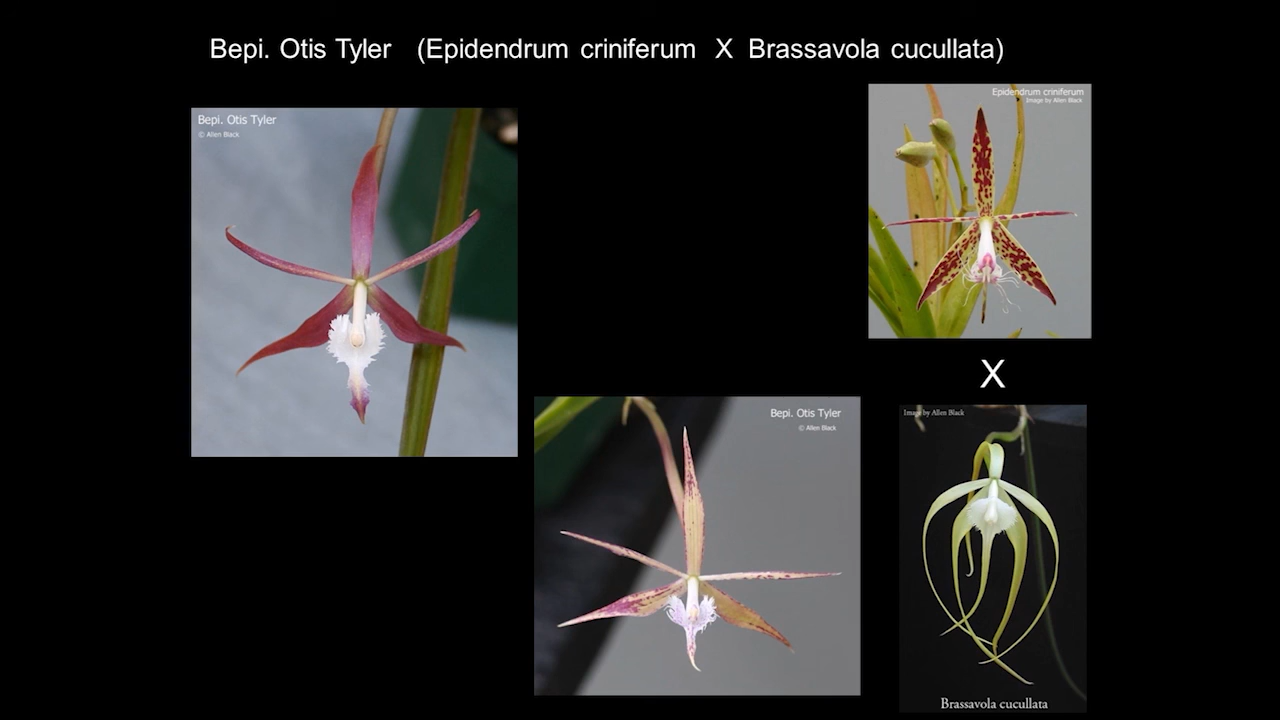 Bepi. Otis Tyler (Epidendrum criniferum X Brassavola cucullata)
Bepi. Otis Tyler
© Allen Black
Epidendrum criniferum
Image by Allen Black
X
Bepi. Otis Tyler
© Allen Black
Image by Allen Black
Brassavola cucullata